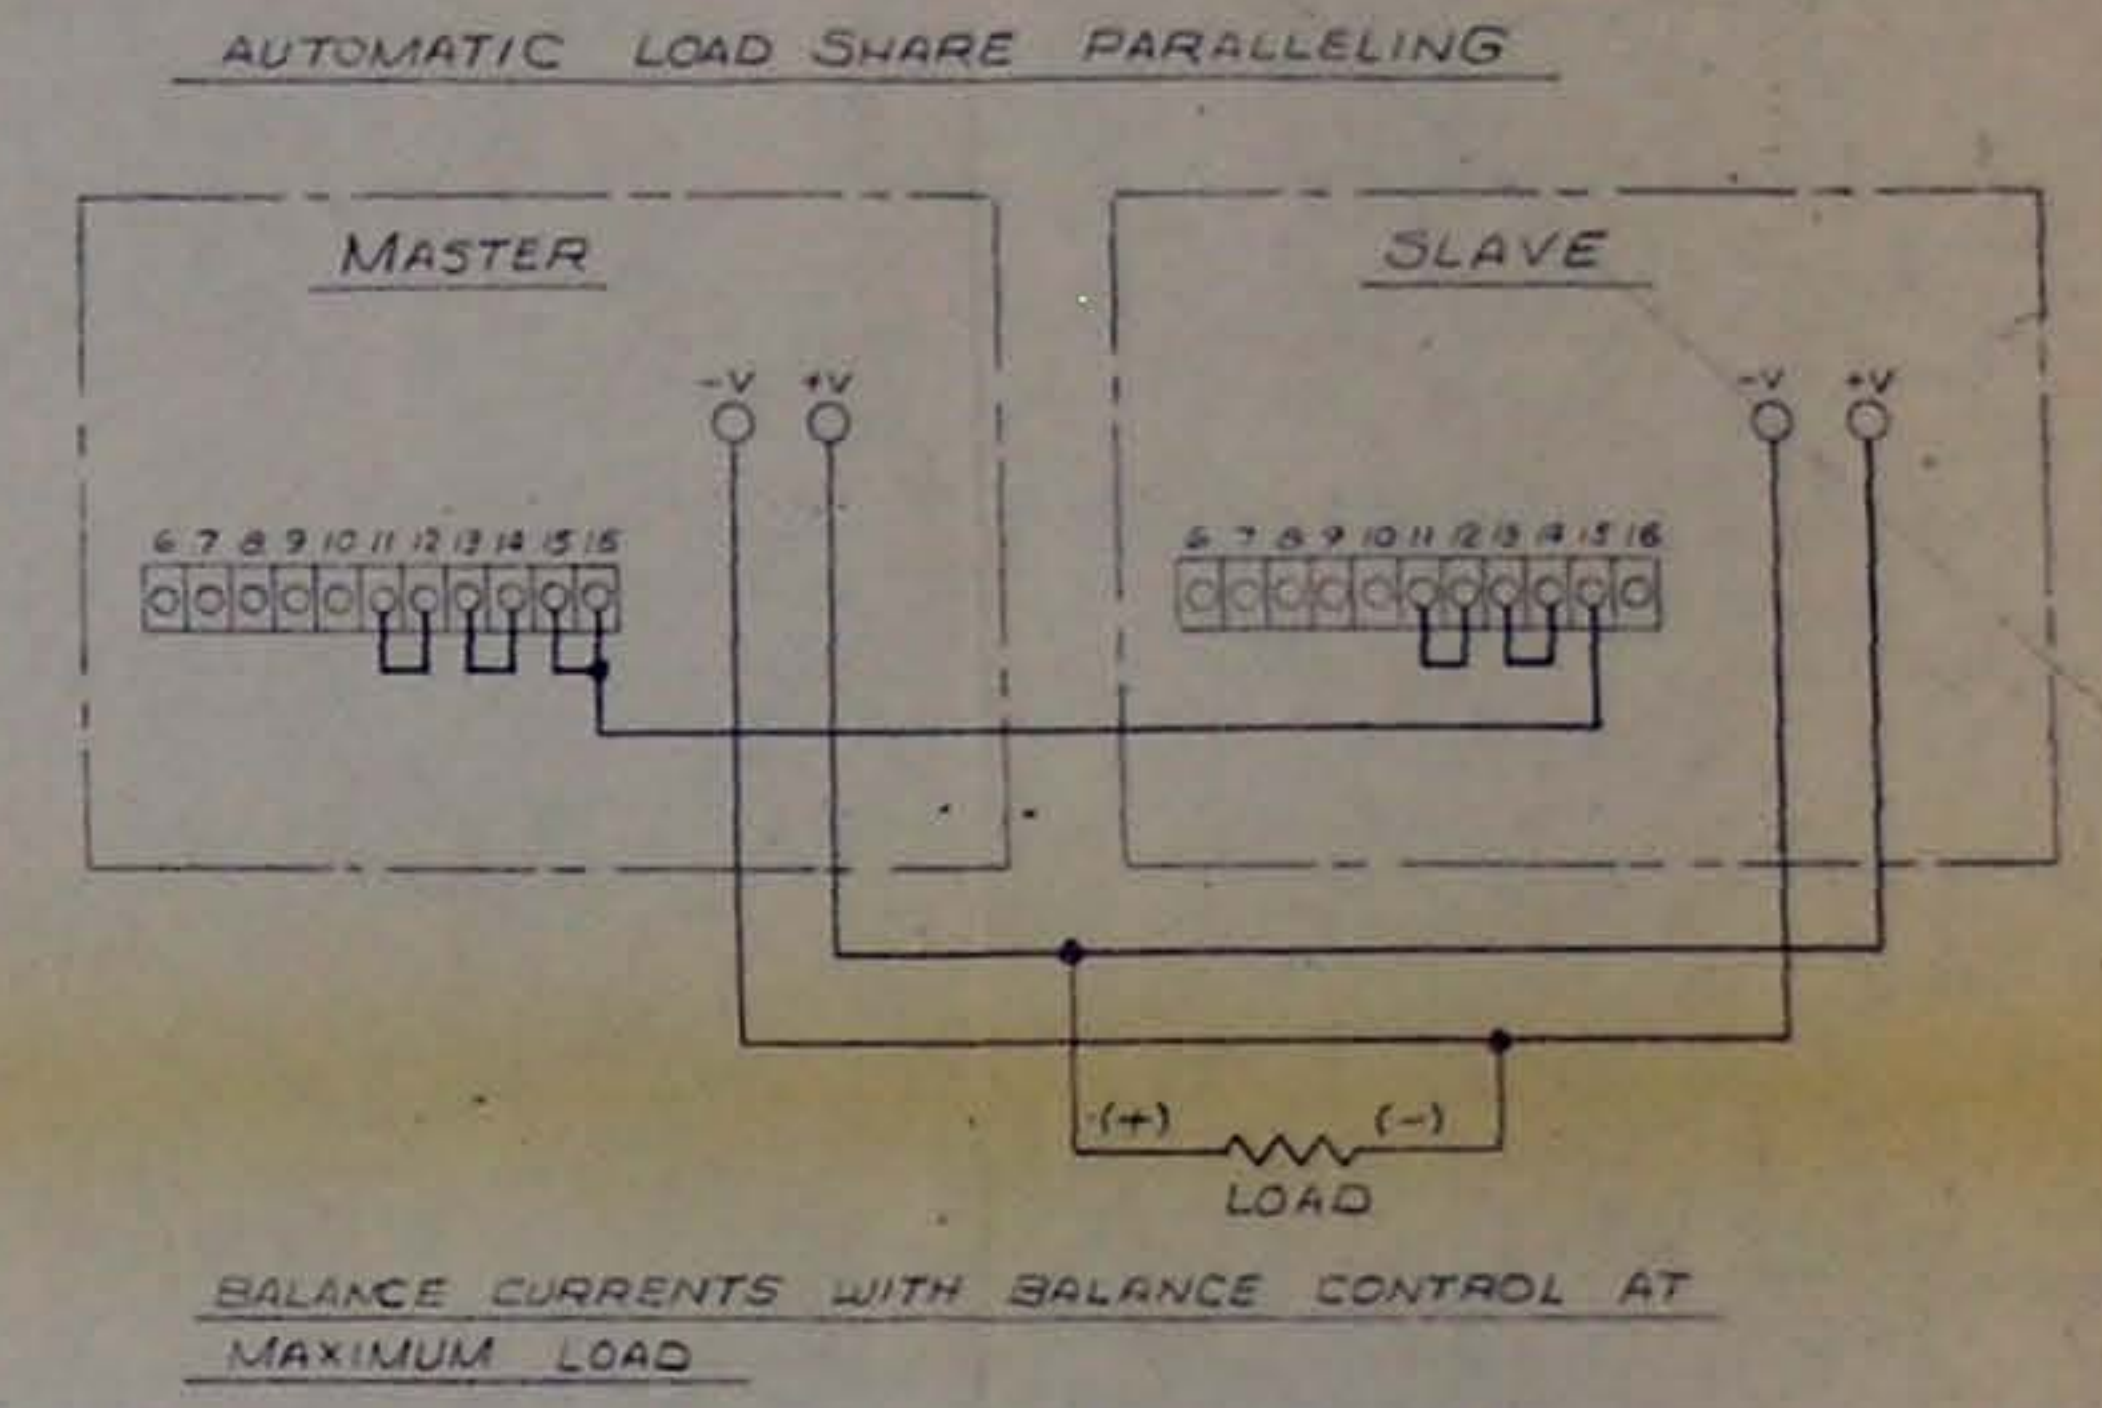 AUTOMATIC LOAD SHARE PARALLELING
MASTER
SLAVE
-V +V
-V +V
6 7 8 9 10 11 12 13 14 15 16
6 7 8 9 10 11 12 13 14 15 16
(+) (-)
LOAD
BALANCE CURRENTS WITH BALANCE CONTROL AT
MAXIMUM LOAD